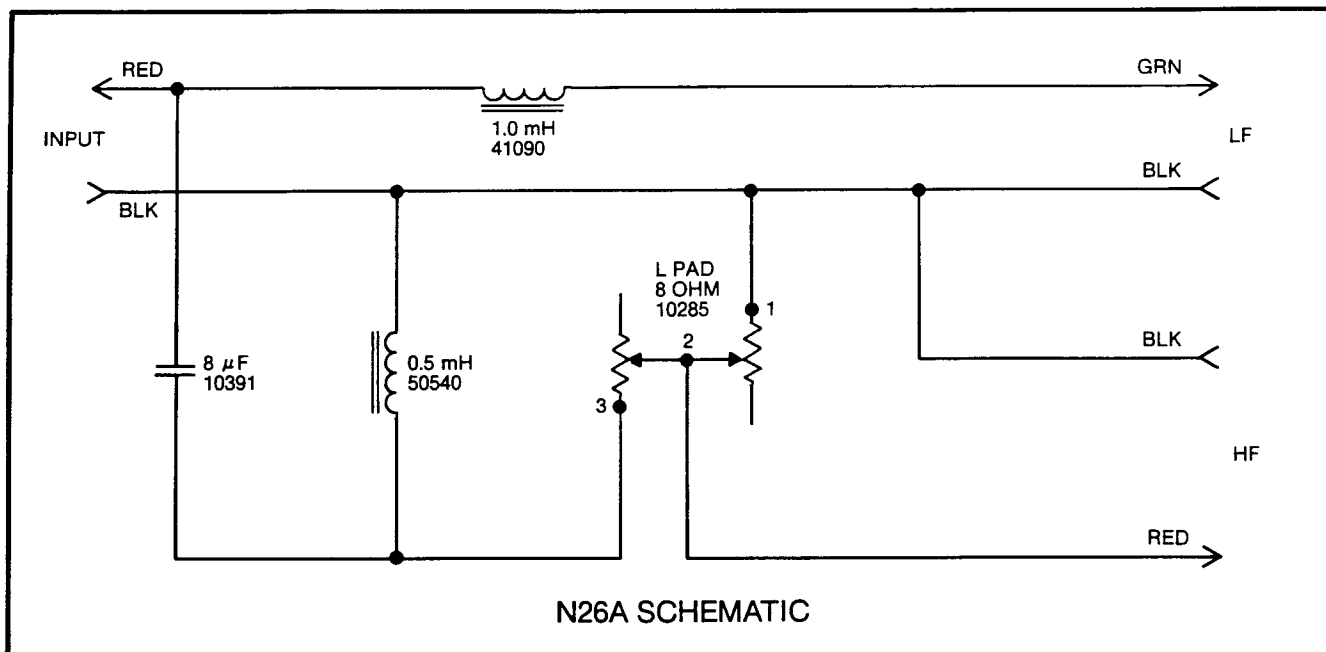 RED
GRN
1.0 mH
41090
INPUT
LF
BLK
BLK
L PAD
8 OHM
10285
1
2
8 μF
10391
0.5 mH
50540
3
BLK
HF
RED
N26A SCHEMATIC